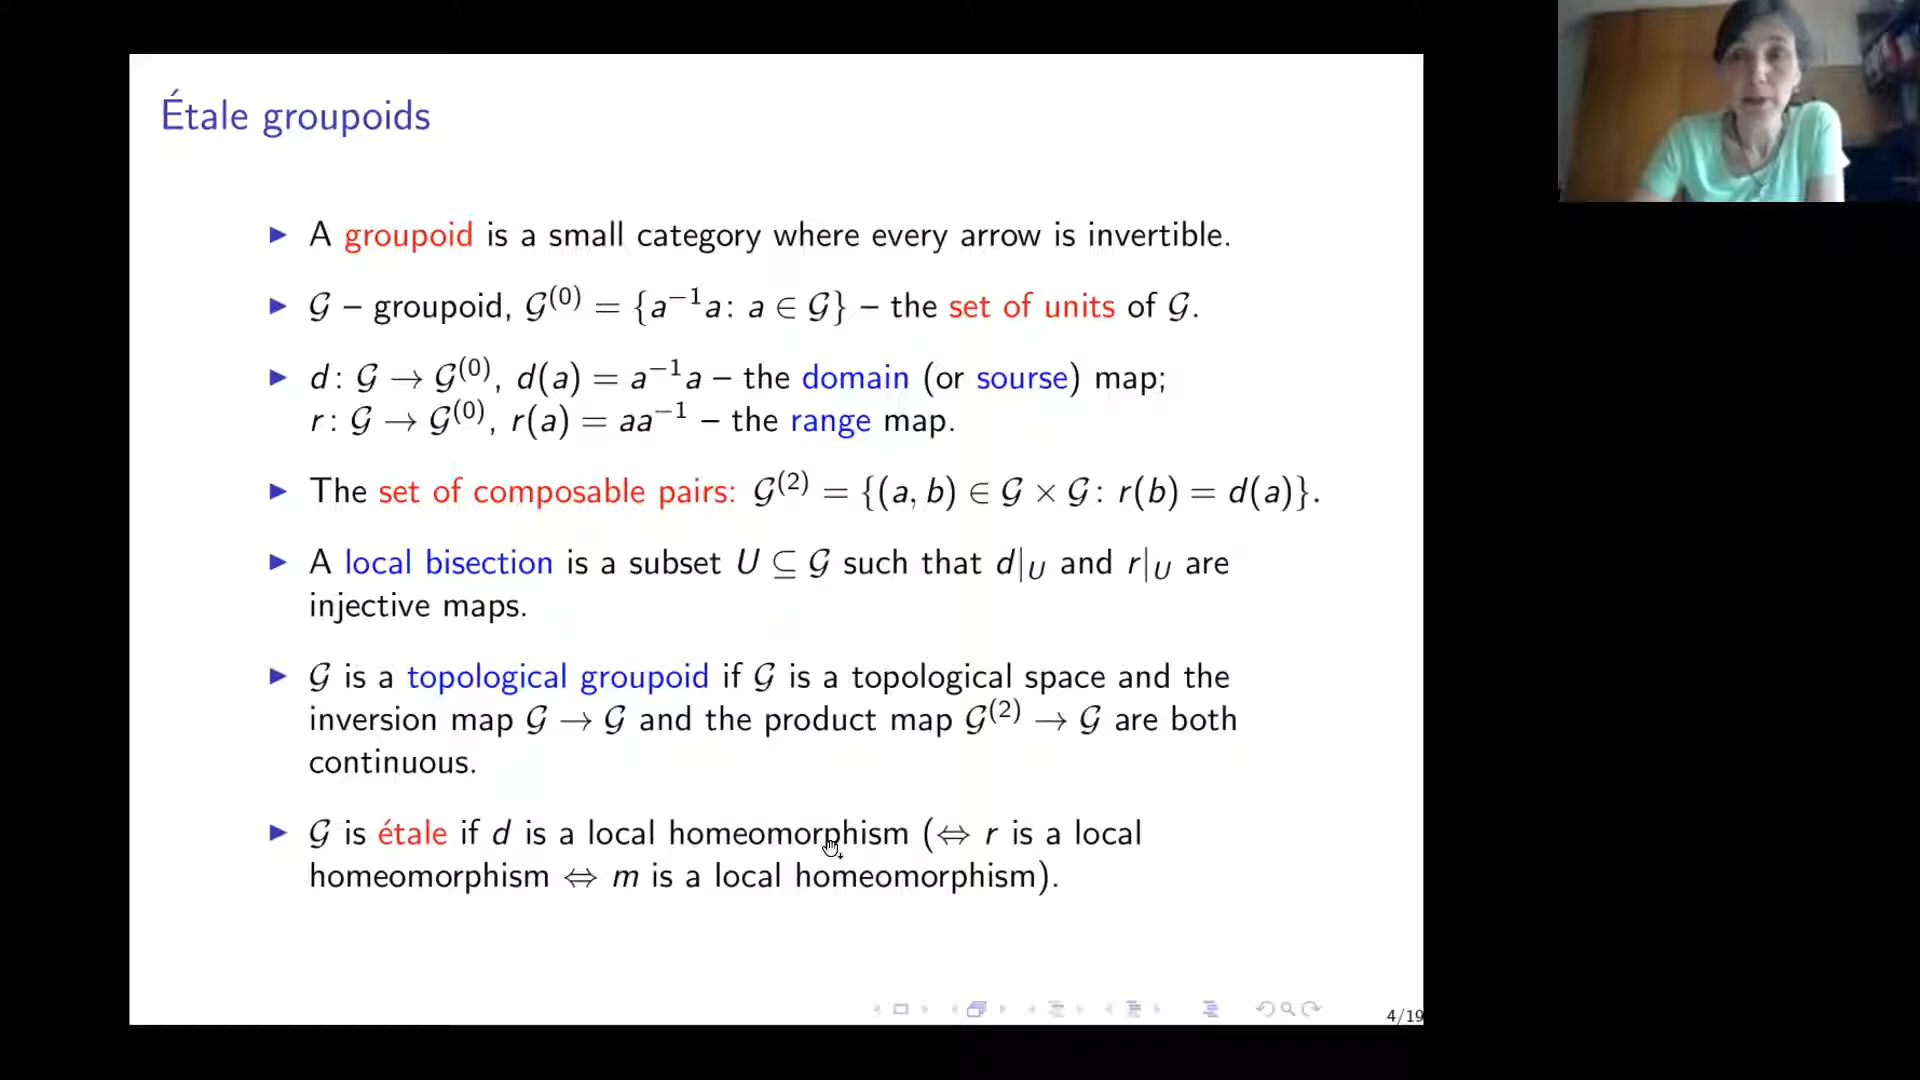 Étale groupoids
▶ A groupoid is a small category where every arrow is invertible.
▶ 𝒢 – groupoid, 𝒢⁽⁰⁾ = {a⁻¹a : a ∈ 𝒢} – the set of units of 𝒢.
▶ d : 𝒢 → 𝒢⁽⁰⁾, d(a) = a⁻¹a – the domain (or sourse) map;
r : 𝒢 → 𝒢⁽⁰⁾, r(a) = aa⁻¹ – the range map.
▶ The set of composable pairs: 𝒢⁽²⁾ = {(a, b) ∈ 𝒢 × 𝒢 : r(b) = d(a)}.
▶ A local bisection is a subset U ⊆ 𝒢 such that d|_U and r|_U are
injective maps.
▶ 𝒢 is a topological groupoid if 𝒢 is a topological space and the
inversion map 𝒢 → 𝒢 and the product map 𝒢⁽²⁾ → 𝒢 are both
continuous.
▶ 𝒢 is étale if d is a local homeomorphism (⇔ r is a local
homeomorphism ⇔ m is a local homeomorphism).
4/19